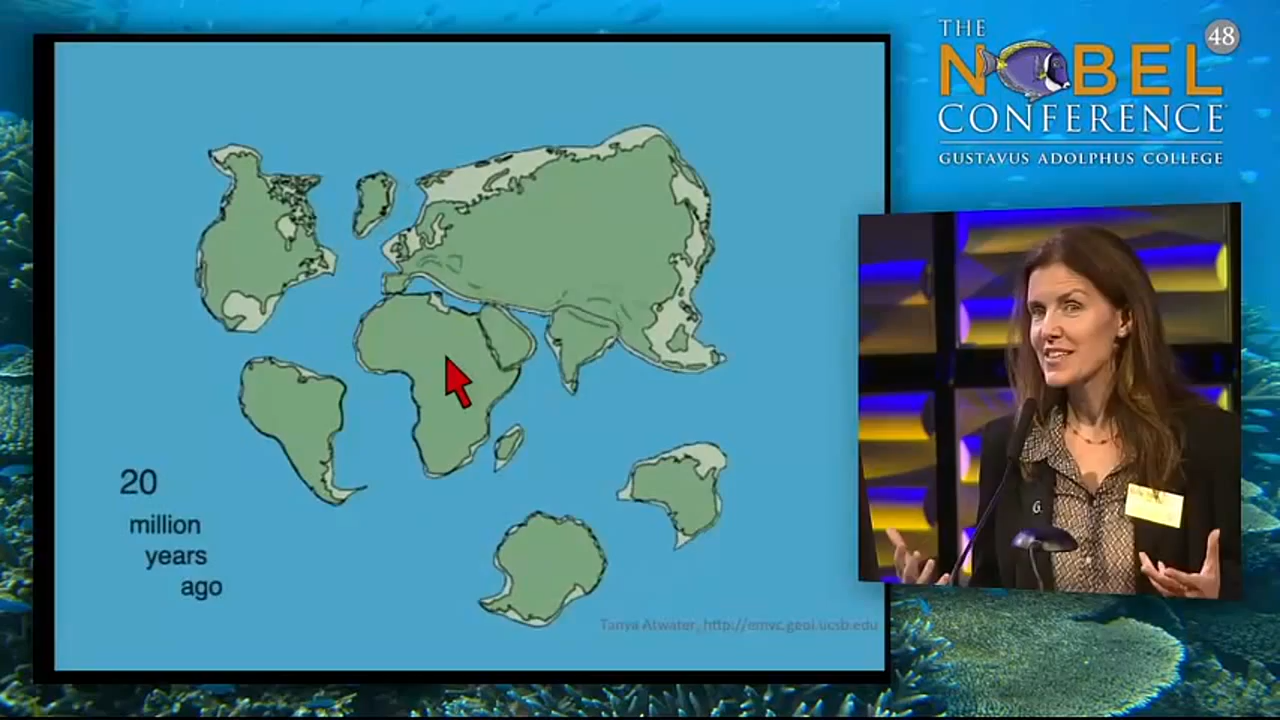 20
million
years
ago
Tanya Atwater, http://emvc.geol.ucsb.edu
THE
48
NOBEL
CONFERENCE
GUSTAVUS ADOLPHUS COLLEGE
G.